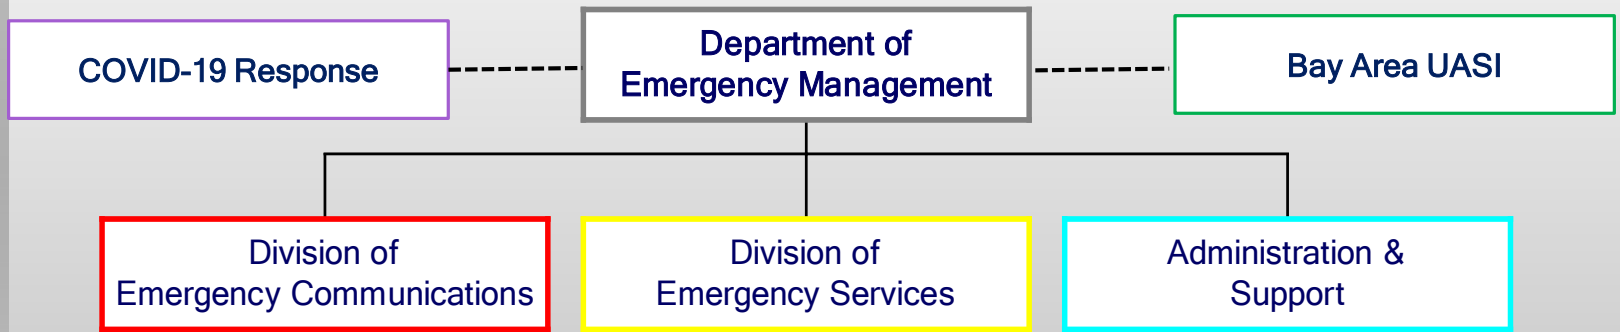 COVID-19 Response
Department of
Emergency Management
Bay Area UASI
Division of
Emergency Communications
Division of
Emergency Services
Administration &
Support